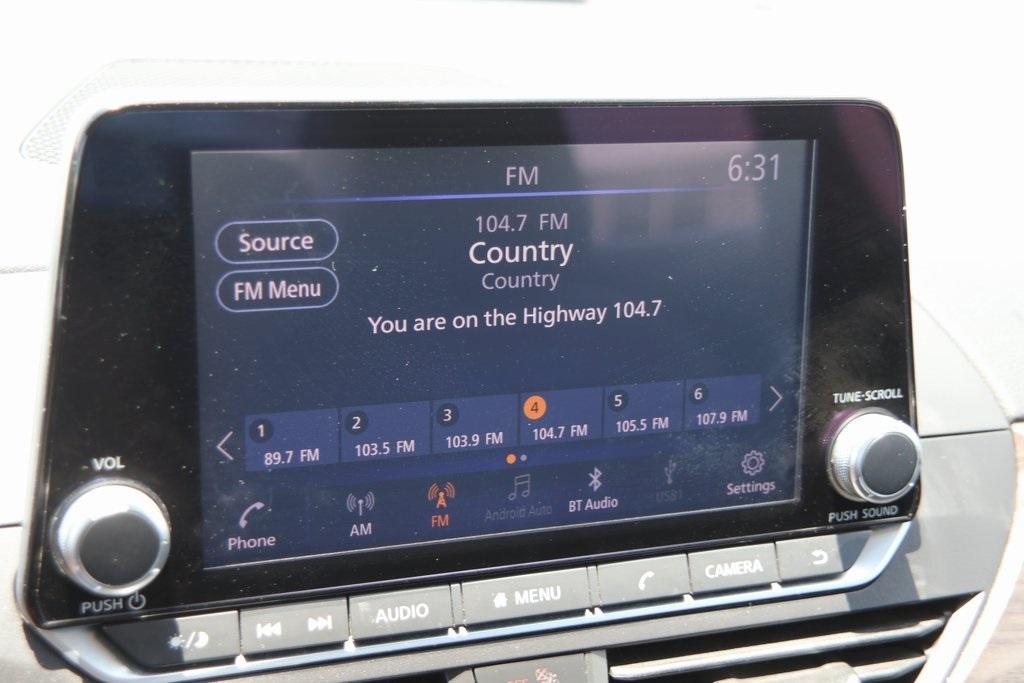 FM
6:31
104.7 FM
Source
Country
Country
FM Menu
You are on the Highway 104.7
TUNE·SCROLL
1
2
3
4
5
6
89.7 FM
103.5 FM
103.9 FM
104.7 FM
105.5 FM
107.9 FM
VOL
Phone
AM
FM
Android Auto
BT Audio
USB1
Settings
PUSH SOUND
PUSH
AUDIO
MENU
CAMERA
OFF